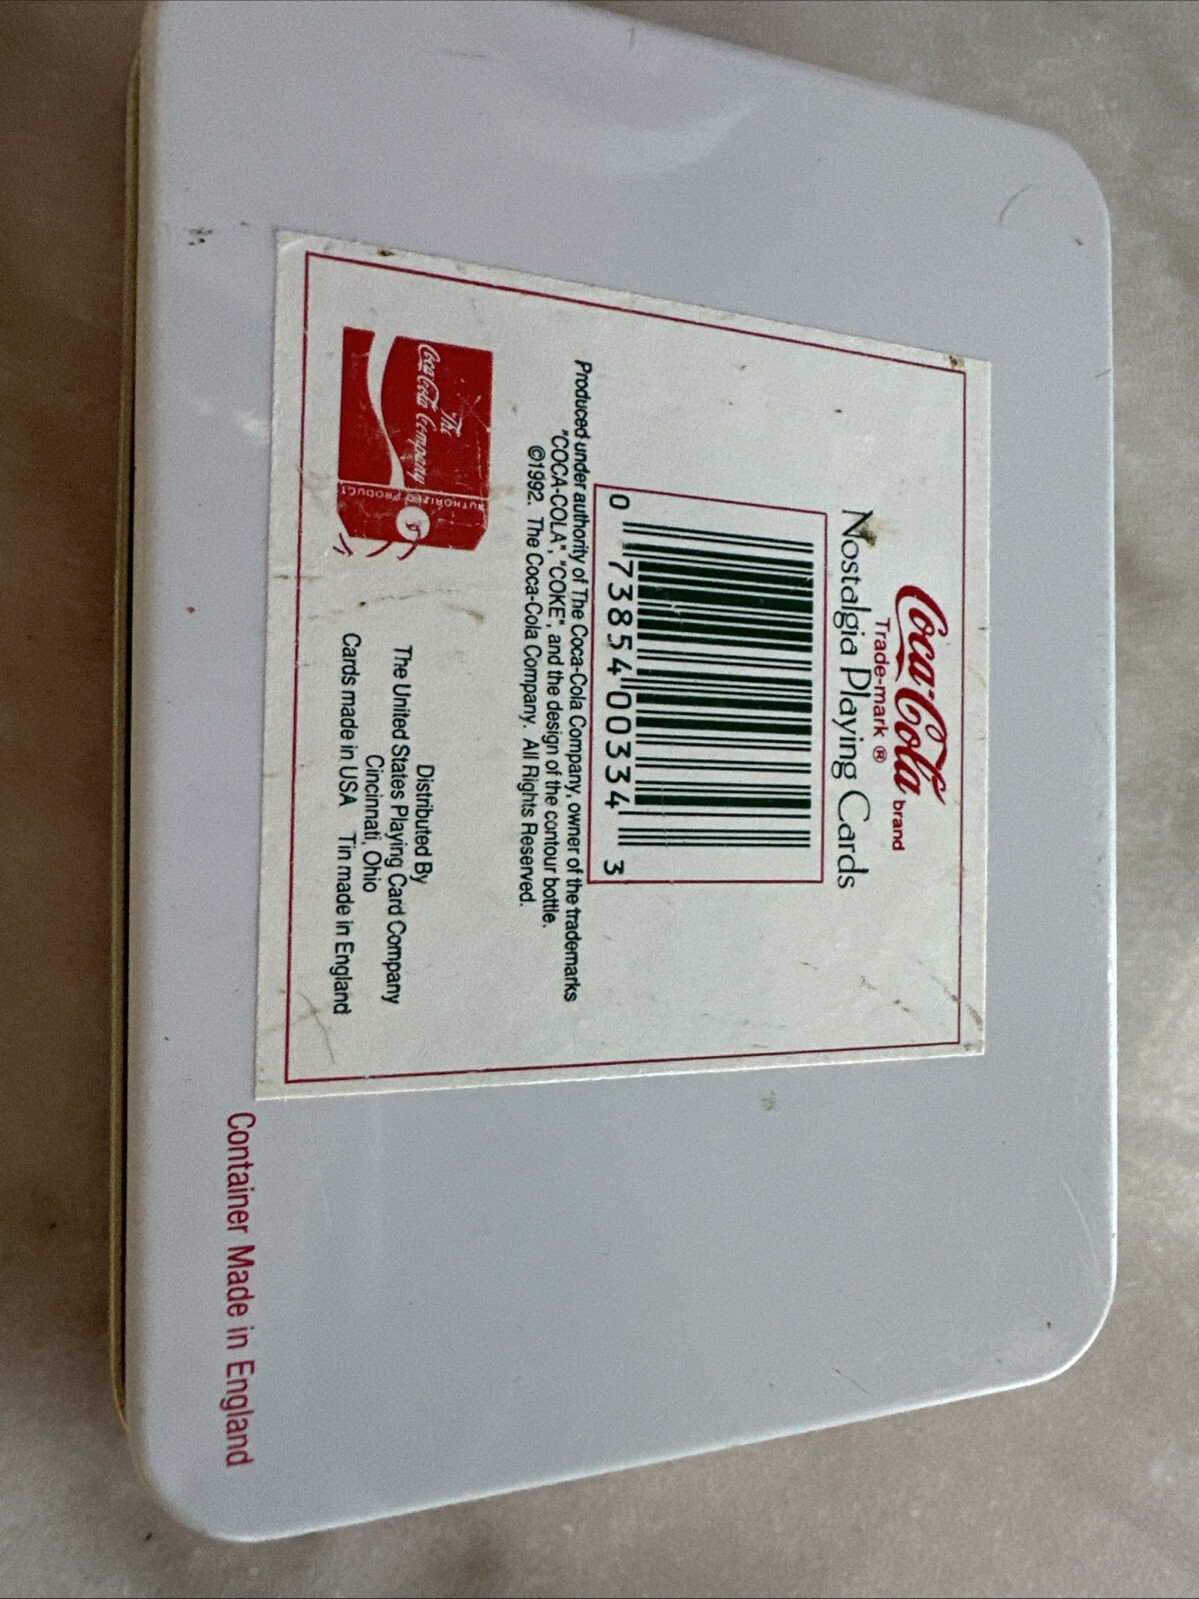 Coca-Cola brand
Trade-mark ®
Nostalgia Playing Cards
0 73854 00334 3
Produced under authority of The Coca-Cola Company, owner of the trademarks
"COCA-COLA", "COKE", and the design of the contour bottle.
©1992. The Coca-Cola Company. All Rights Reserved.
The
Coca-Cola Company
AUTHORIZED PRODUCT
Distributed By
The United States Playing Card Company
Cincinnati, Ohio
Cards made in USA Tin made in England
Container Made in England